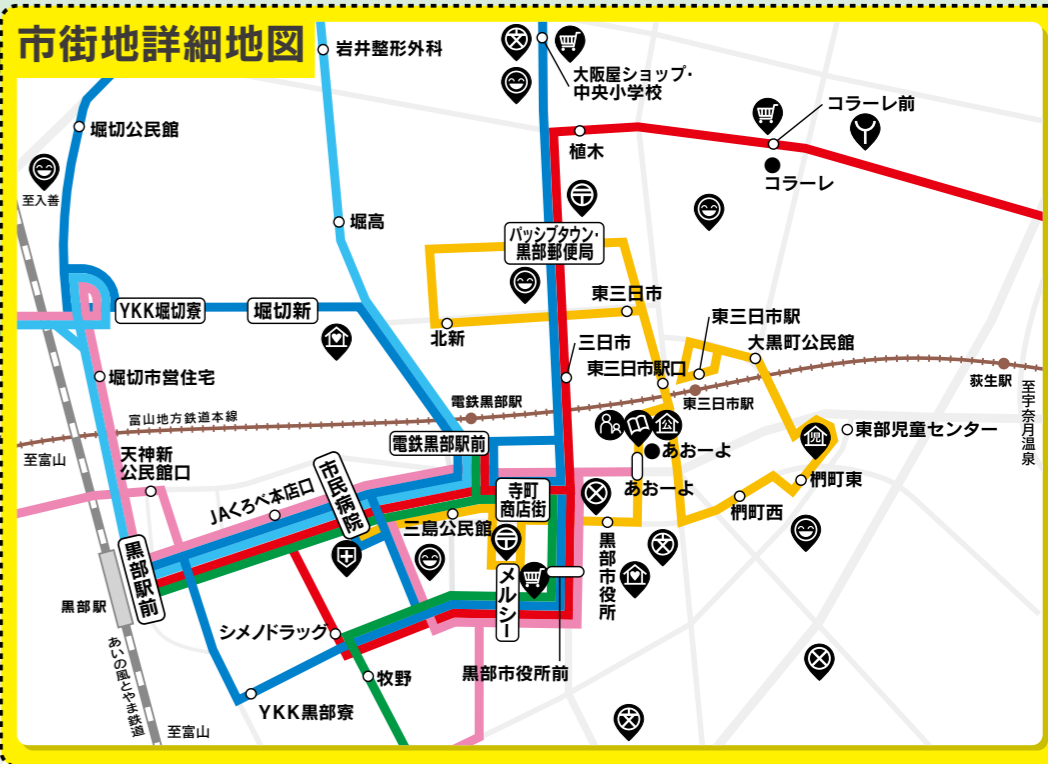 市街地詳細地図
岩井整形外科
大阪屋ショップ・
中央小学校
堀切公民館
コラーレ前
植木
コラーレ
至入善
堀高
パッシブタウン・
黒部郵便局
YKK堀切寮
堀切新
東三日市
北新
東三日市駅
三日市
大黒町公民館
東三日市駅口
堀切市営住宅
荻生駅
至宇奈月温泉
電鉄黒部駅
東三日市駅
富山地方鉄道本線
電鉄黒部駅前
東部児童センター
至富山
天神新
公民館口
市民病院
あおーよ
あおーよ
椚町東
JAくろべ本店口
寺町
商店街
椚町西
三島公民館
黒部市役所
黒部駅前
黒部駅
メルシー
シメノドラッグ
黒部市役所前
牧野
あいの風とやま鉄道
YKK黒部寮
至富山